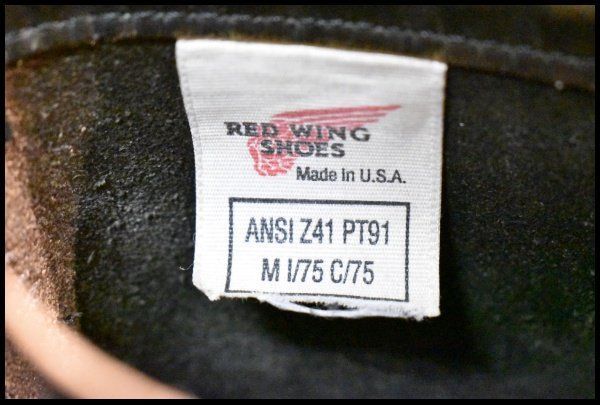 RED WING
SHOES
Made In U.S.A.
ANSI Z41 PT91
M I/75 C/75